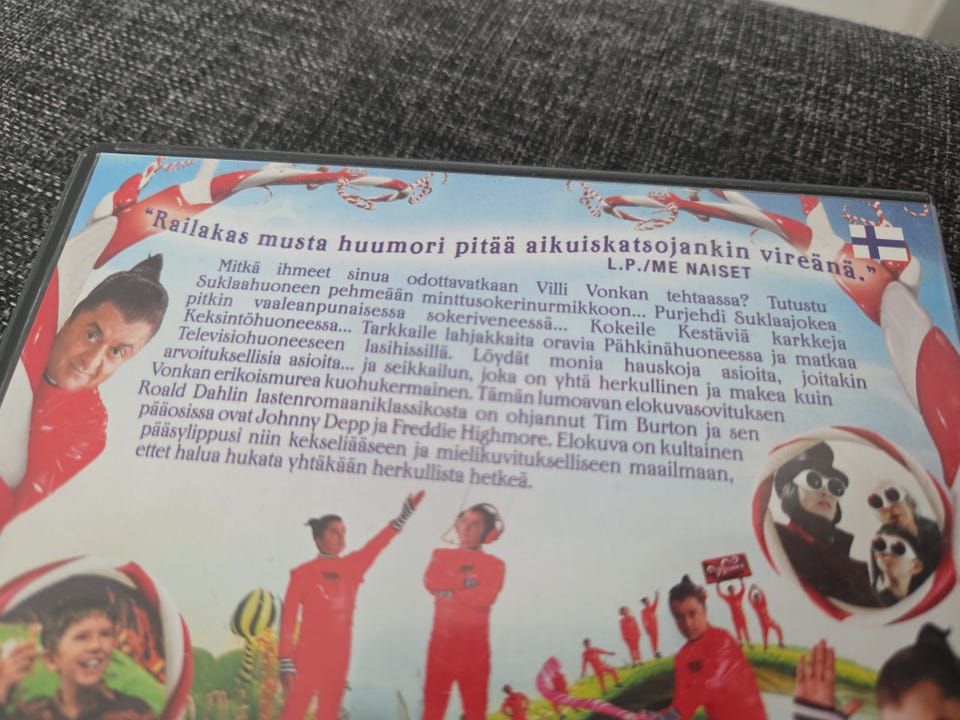 "Railakas musta huumori pitää aikuiskatsojankin vireänä."
L.P./ME NAISET
Mitkä ihmeet sinua odottavatkaan Villi Vonkan tehtaassa? Tutustu
Suklaahuoneen pehmeään minttusokerinurmikkoon... Purjehdi Suklaajokea
pitkin vaaleanpunaisessa sokeriveneessä... Kokeile Kestäviä karkkeja
Keksintöhuoneessa... Tarkkaile lahjakkaita oravia Pähkinähuoneessa ja matkaa
Televisiohuoneeseen lasihissillä. Löydät monia hauskoja asioita, joitakin
arvoituksellisia asioita... ja seikkailun, joka on yhtä herkullinen ja makea kuin
Vonkan erikoismurea kuohukermainen. Tämän lumoavan elokuvasovituksen
Roald Dahlin lastenromaaniklassikosta on ohjannut Tim Burton ja sen
pääosissa ovat Johnny Depp ja Freddie Highmore. Elokuva on kultainen
pääsylippusi niin kekseliääseen ja mielikuvitukselliseen maailmaan,
ettet halua hukata yhtäkään herkullista hetkeä.